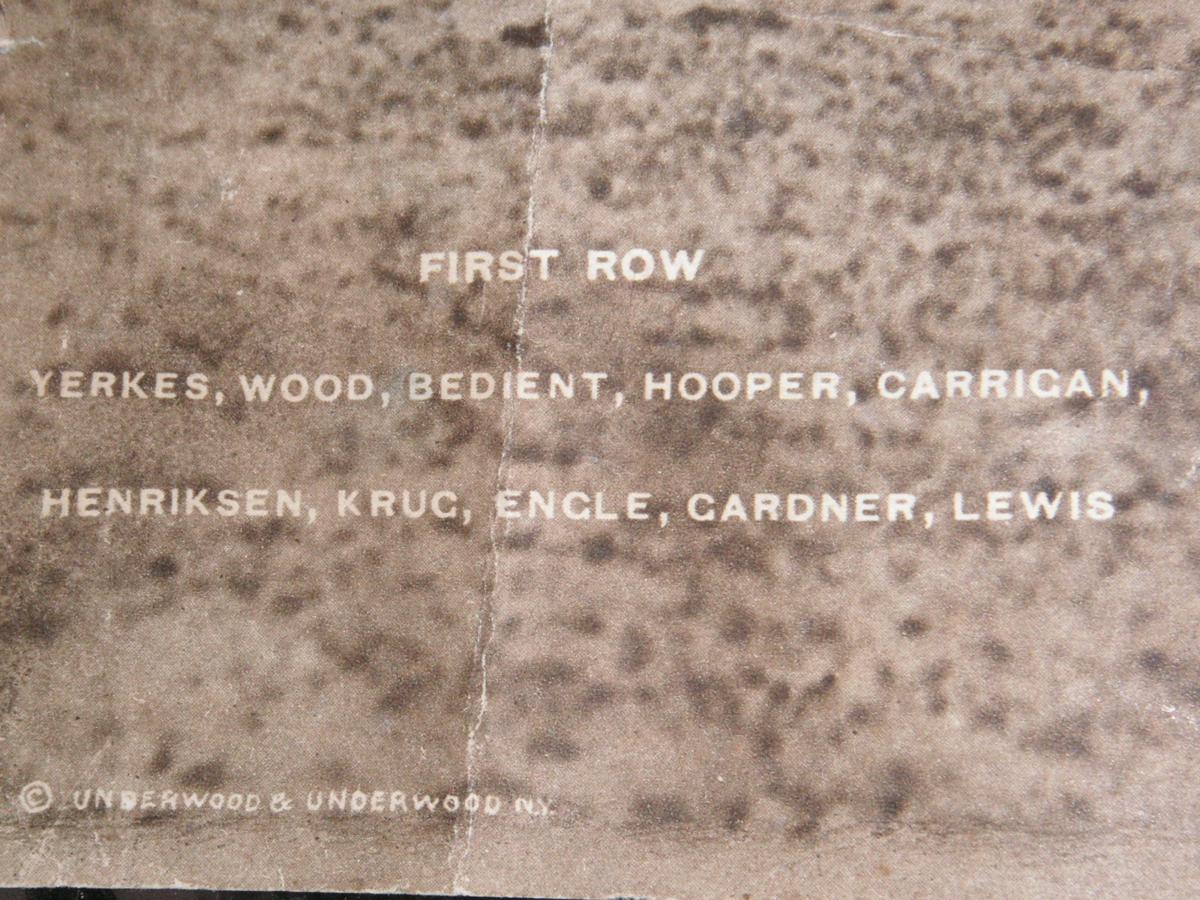 FIRST ROW
YERKES, WOOD, BEDIENT, HOOPER, CARRIGAN,
HENRIKSEN, KRUG, ENGLE, GARDNER, LEWIS
© UNDERWOOD & UNDERWOOD N.Y.